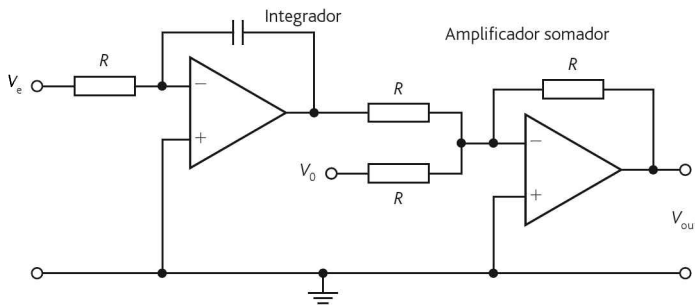 Integrador
Amplificador somador
R
R
R
Vₑ
−
+
V₀
R
−
+
Vₒᵤ